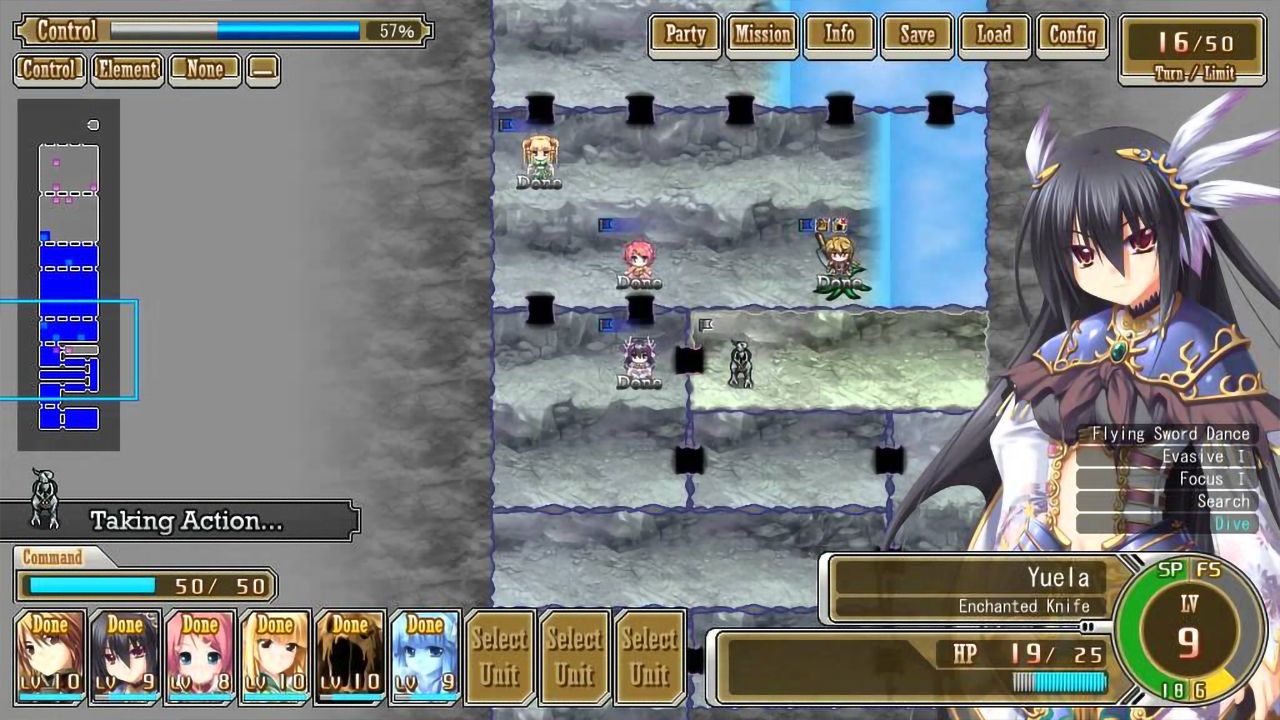 Control 57%
Control Element None —
Party Mission Info Save Load Config
16/50
Turn / Limit
Done
Done
Done
Done
Taking Action...
Command
50/ 50
Done Done Done Done Done Done
LV 10 LV 9 LV 8 LV 10 LV 10 LV 9
Select Unit
Select Unit
Select Unit
Flying Sword Dance
Evasive I
Focus I
Search
Dive
Yuela
Enchanted Knife
HP 19/ 25
SP FS
LV
9
18 G